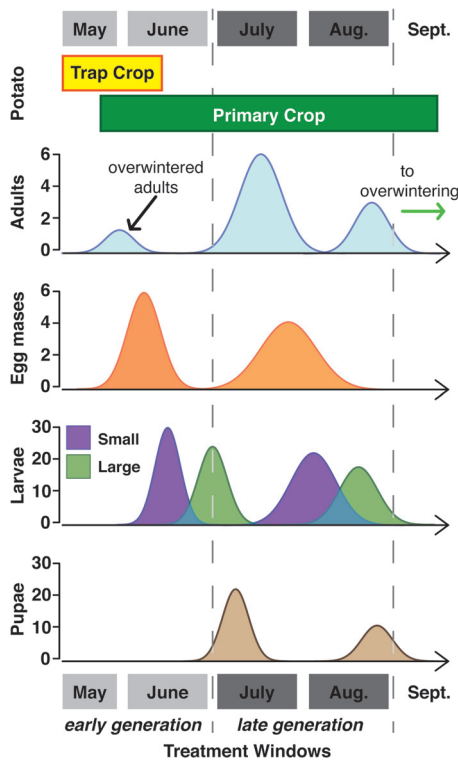 May June July Aug. Sept.
Potato
Trap Crop
Primary Crop
Adults
6
4
2
0
overwintered
adults
to
overwintering
Egg mases
6
4
2
0
Larvae
30
20
10
0
Small
Large
Pupae
30
20
10
0
May June July Aug. Sept.
early generation late generation
Treatment Windows